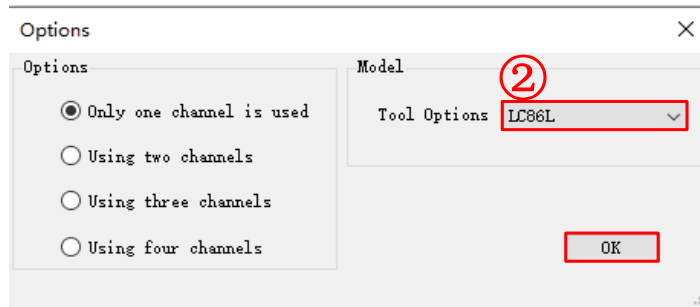 Options
Options
Only one channel is used
Using two channels
Using three channels
Using four channels
Model
②
Tool Options LC86L
OK